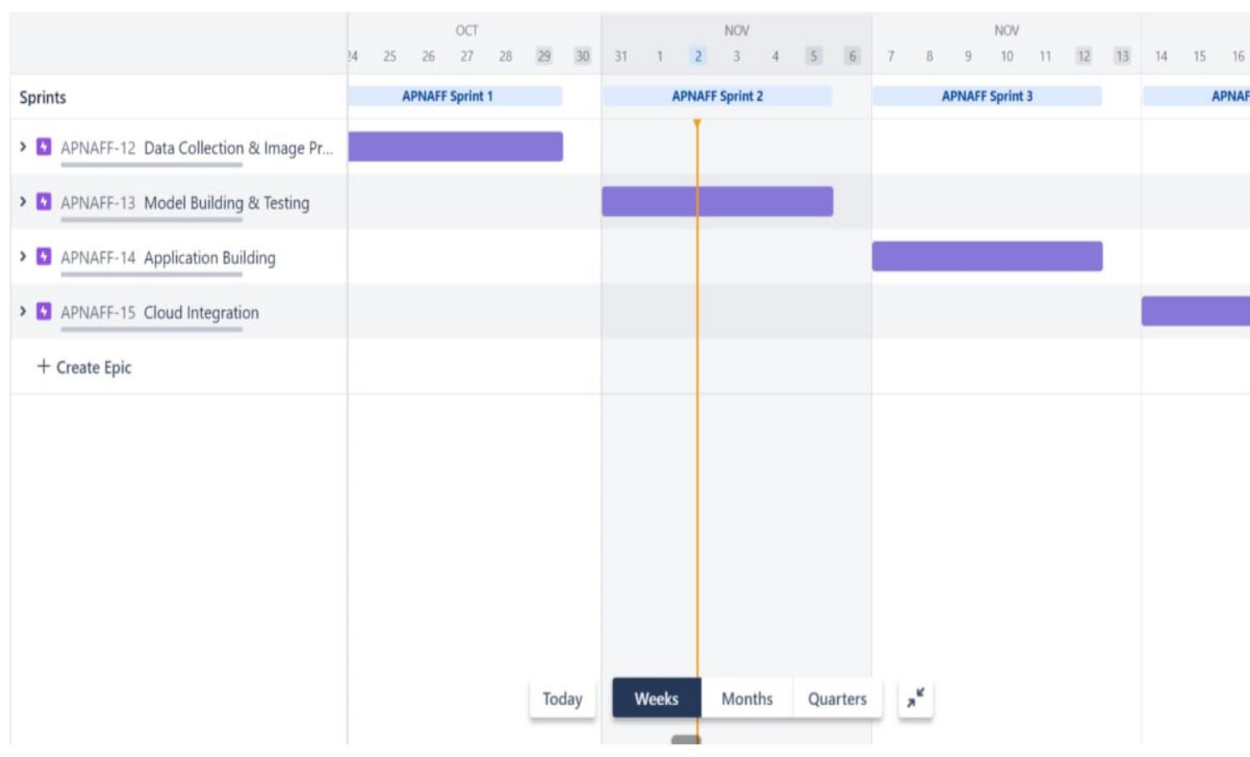 OCT NOV NOV
24 25 26 27 28 29 30 31 1 2 3 4 5 6 7 8 9 10 11 12 13 14 15 16
Sprints APNAFF Sprint 1 APNAFF Sprint 2 APNAFF Sprint 3 APNAF
APNAFF-12 Data Collection & Image Pr...
APNAFF-13 Model Building & Testing
APNAFF-14 Application Building
APNAFF-15 Cloud Integration
+ Create Epic
Today Weeks Months Quarters